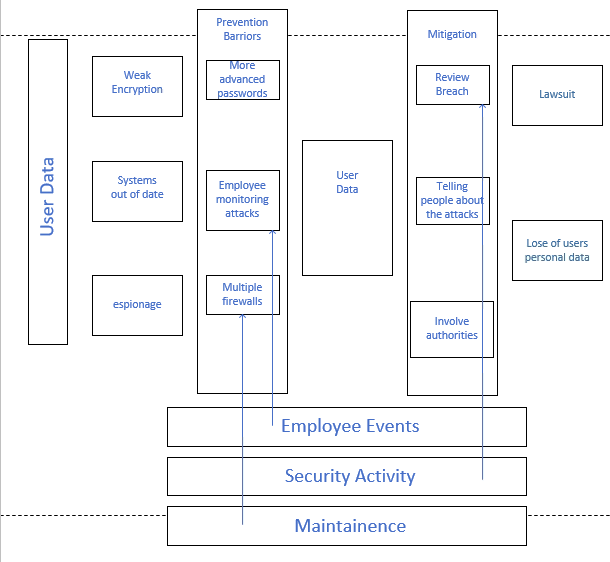 User Data
Weak
Encryption
Systems
out of date
espionage
Prevention
Barriors
More
advanced
passwords
Employee
monitoring
attacks
Multiple
firewalls
User
Data
Mitigation
Review
Breach
Telling
people about
the attacks
Involve
authorities
Lawsuit
Lose of users
personal data
Employee Events
Security Activity
Maintainence